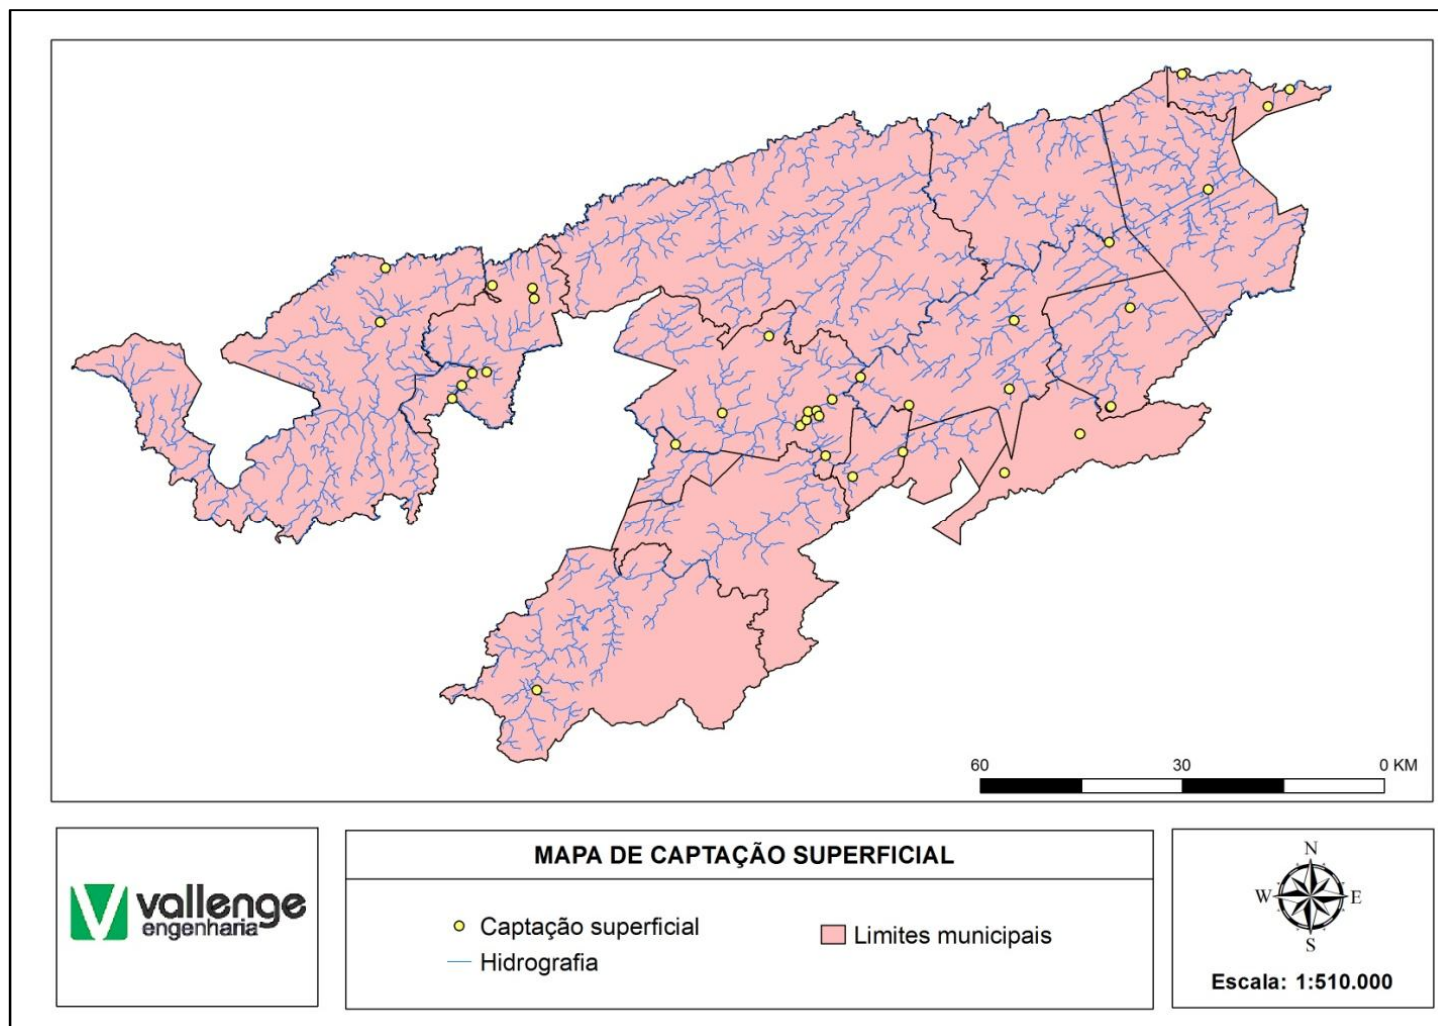 60 30 0 KM
vallenge
engenharia
MAPA DE CAPTAÇÃO SUPERFICIAL
Captação superficial
Hidrografia
Limites municipais
N
W E
S
Escala: 1:510.000